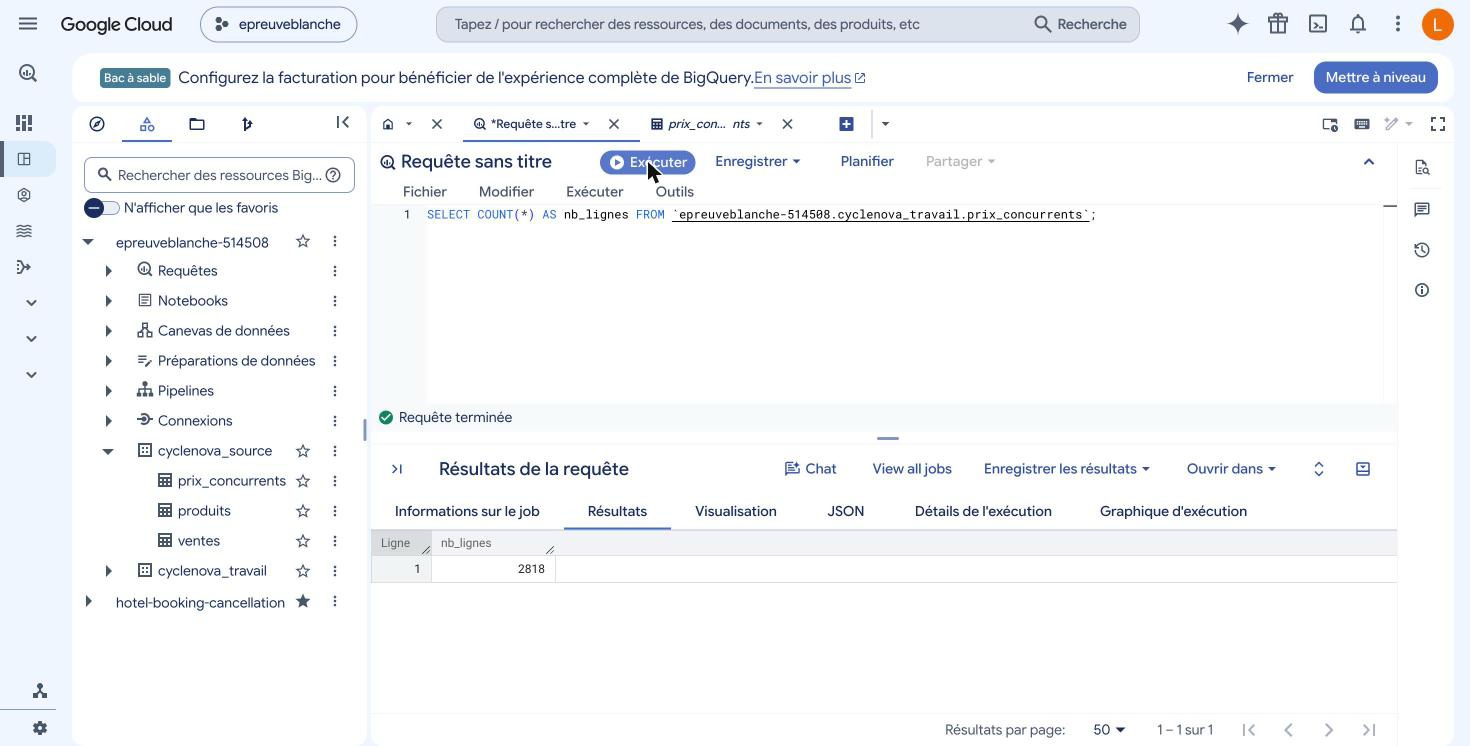 Google Cloud
epreuveblanche
Tapez / pour rechercher des ressources, des documents, des produits, etc
Recherche
L
Bac à sable
Configurez la facturation pour bénéficier de l'expérience complète de BigQuery.En savoir plus
Fermer
Mettre à niveau
*Requête s...tre
prix_con... nts
Rechercher des ressources Big...
N'afficher que les favoris
epreuveblanche-514508
Requêtes
Notebooks
Canevas de données
Préparations de données
Pipelines
Connexions
cyclenova_source
prix_concurrents
produits
ventes
cyclenova_travail
hotel-booking-cancellation
Requête sans titre
Exécuter
Enregistrer
Planifier
Partager
Fichier
Modifier
Exécuter
Outils
1 SELECT COUNT(*) AS nb_lignes FROM `epreuveblanche-514508.cyclenova_travail.prix_concurrents`;
Requête terminée
Résultats de la requête
Chat
View all jobs
Enregistrer les résultats
Ouvrir dans
Informations sur le job
Résultats
Visualisation
JSON
Détails de l'exécution
Graphique d'exécution
Ligne nb_lignes
1 2818
Résultats par page: 50 1 – 1 sur 1